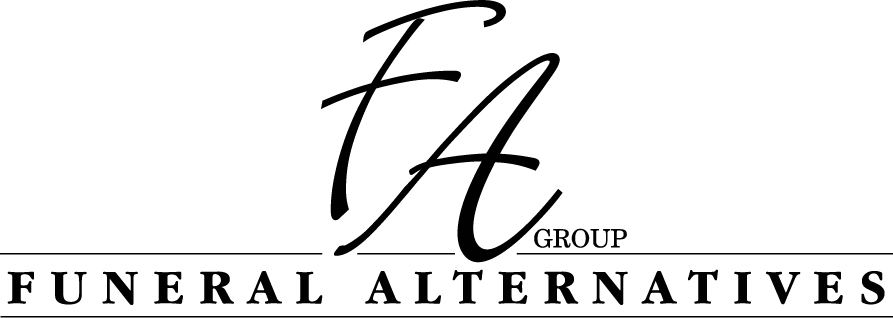 FA
GROUP
FUNERAL ALTERNATIVES